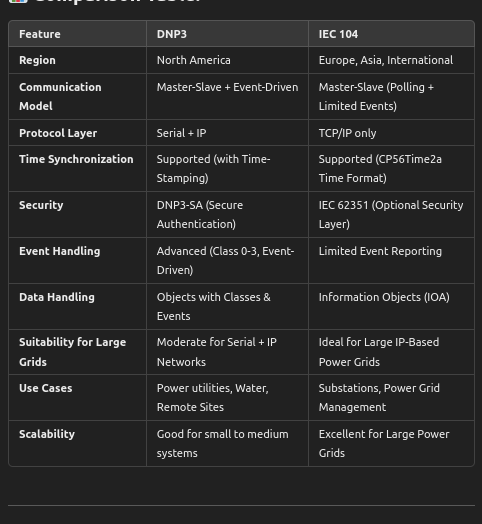 Comparison Table:
Feature DNP3 IEC 104
Region North America Europe, Asia, International
Communication Master-Slave + Event-Driven Master-Slave (Polling +
Model Limited Events)
Protocol Layer Serial + IP TCP/IP only
Time Synchronization Supported (with Time- Supported (CP56Time2a
Stamping) Time Format)
Security DNP3-SA (Secure IEC 62351 (Optional Security
Authentication) Layer)
Event Handling Advanced (Class 0-3, Event- Limited Event Reporting
Driven)
Data Handling Objects with Classes & Information Objects (IOA)
Events
Suitability for Large Moderate for Serial + IP Ideal for Large IP-Based
Grids Networks Power Grids
Use Cases Power utilities, Water, Substations, Power Grid
Remote Sites Management
Scalability Good for small to medium Excellent for Large Power
systems Grids